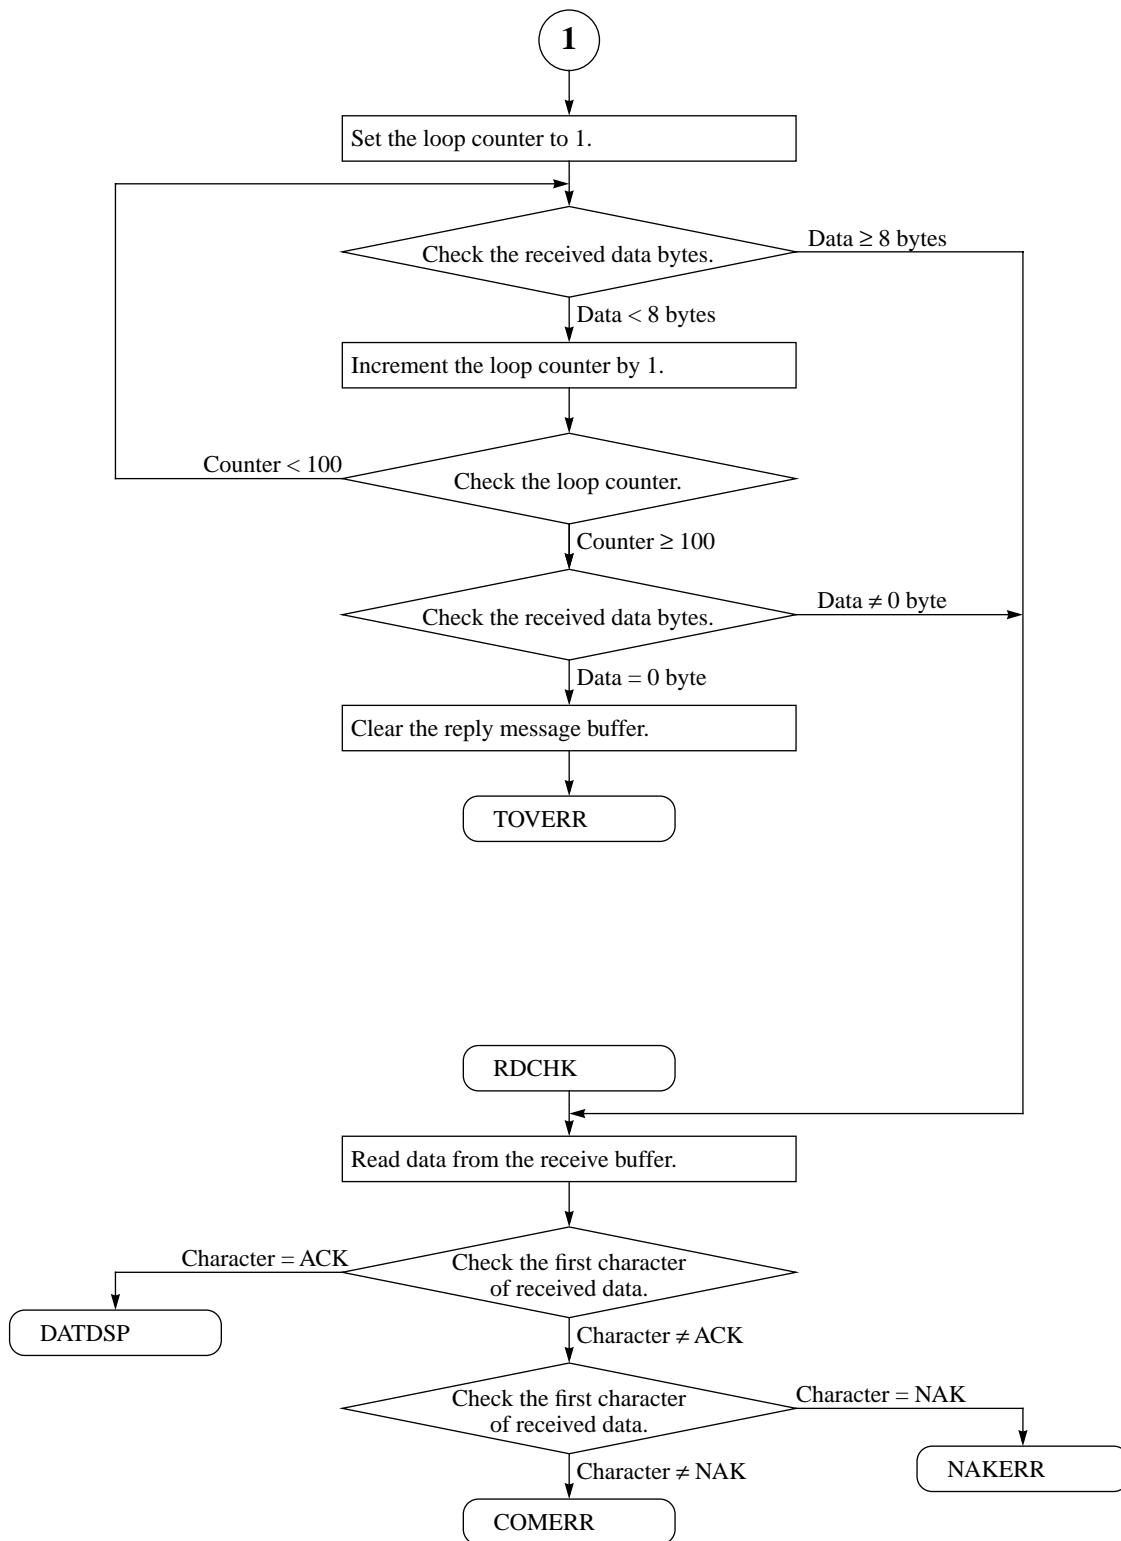 1
Set the loop counter to 1.
Data ≥ 8 bytes
Check the received data bytes.
Data < 8 bytes
Increment the loop counter by 1.
Counter < 100
Check the loop counter.
Counter ≥ 100
Data ≠ 0 byte
Check the received data bytes.
Data = 0 byte
Clear the reply message buffer.
TOVERR
RDCHK
Read data from the receive buffer.
Character = ACK
Check the first character
of received data.
DATDSP
Character ≠ ACK
Check the first character
of received data.
Character = NAK
NAKERR
Character ≠ NAK
COMERR